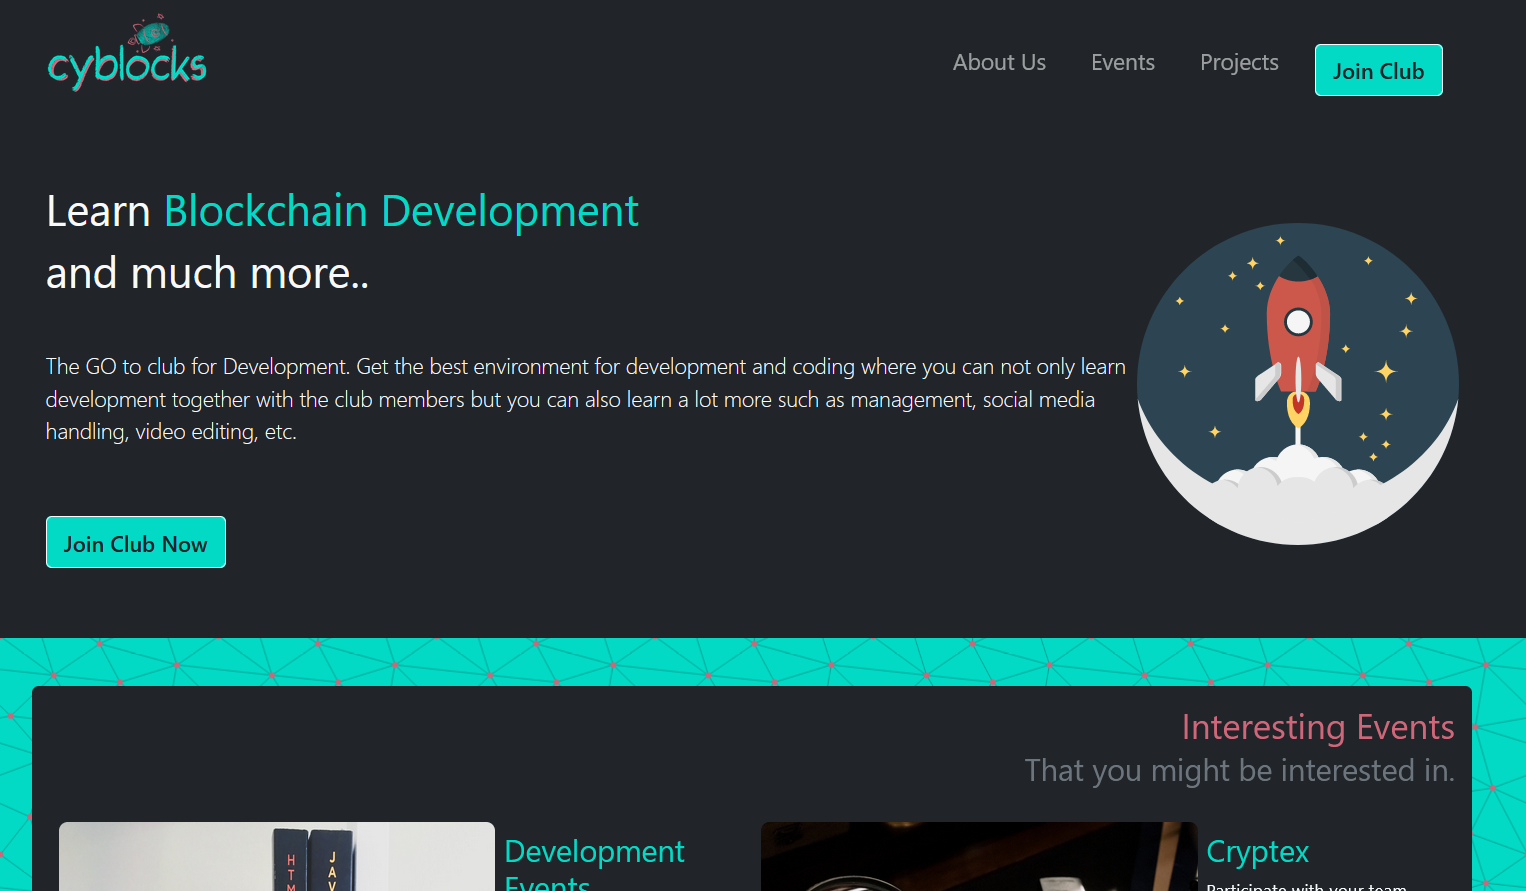 cyblocks
About Us Events Projects Join Club
Learn Blockchain Development
and much more..
The GO to club for Development. Get the best environment for development and coding where you can not only learn
development together with the club members but you can also learn a lot more such as management, social media
handling, video editing, etc.
Join Club Now
Interesting Events
That you might be interested in.
HTM
JAV
Development
Events
Cryptex
Participate with your team